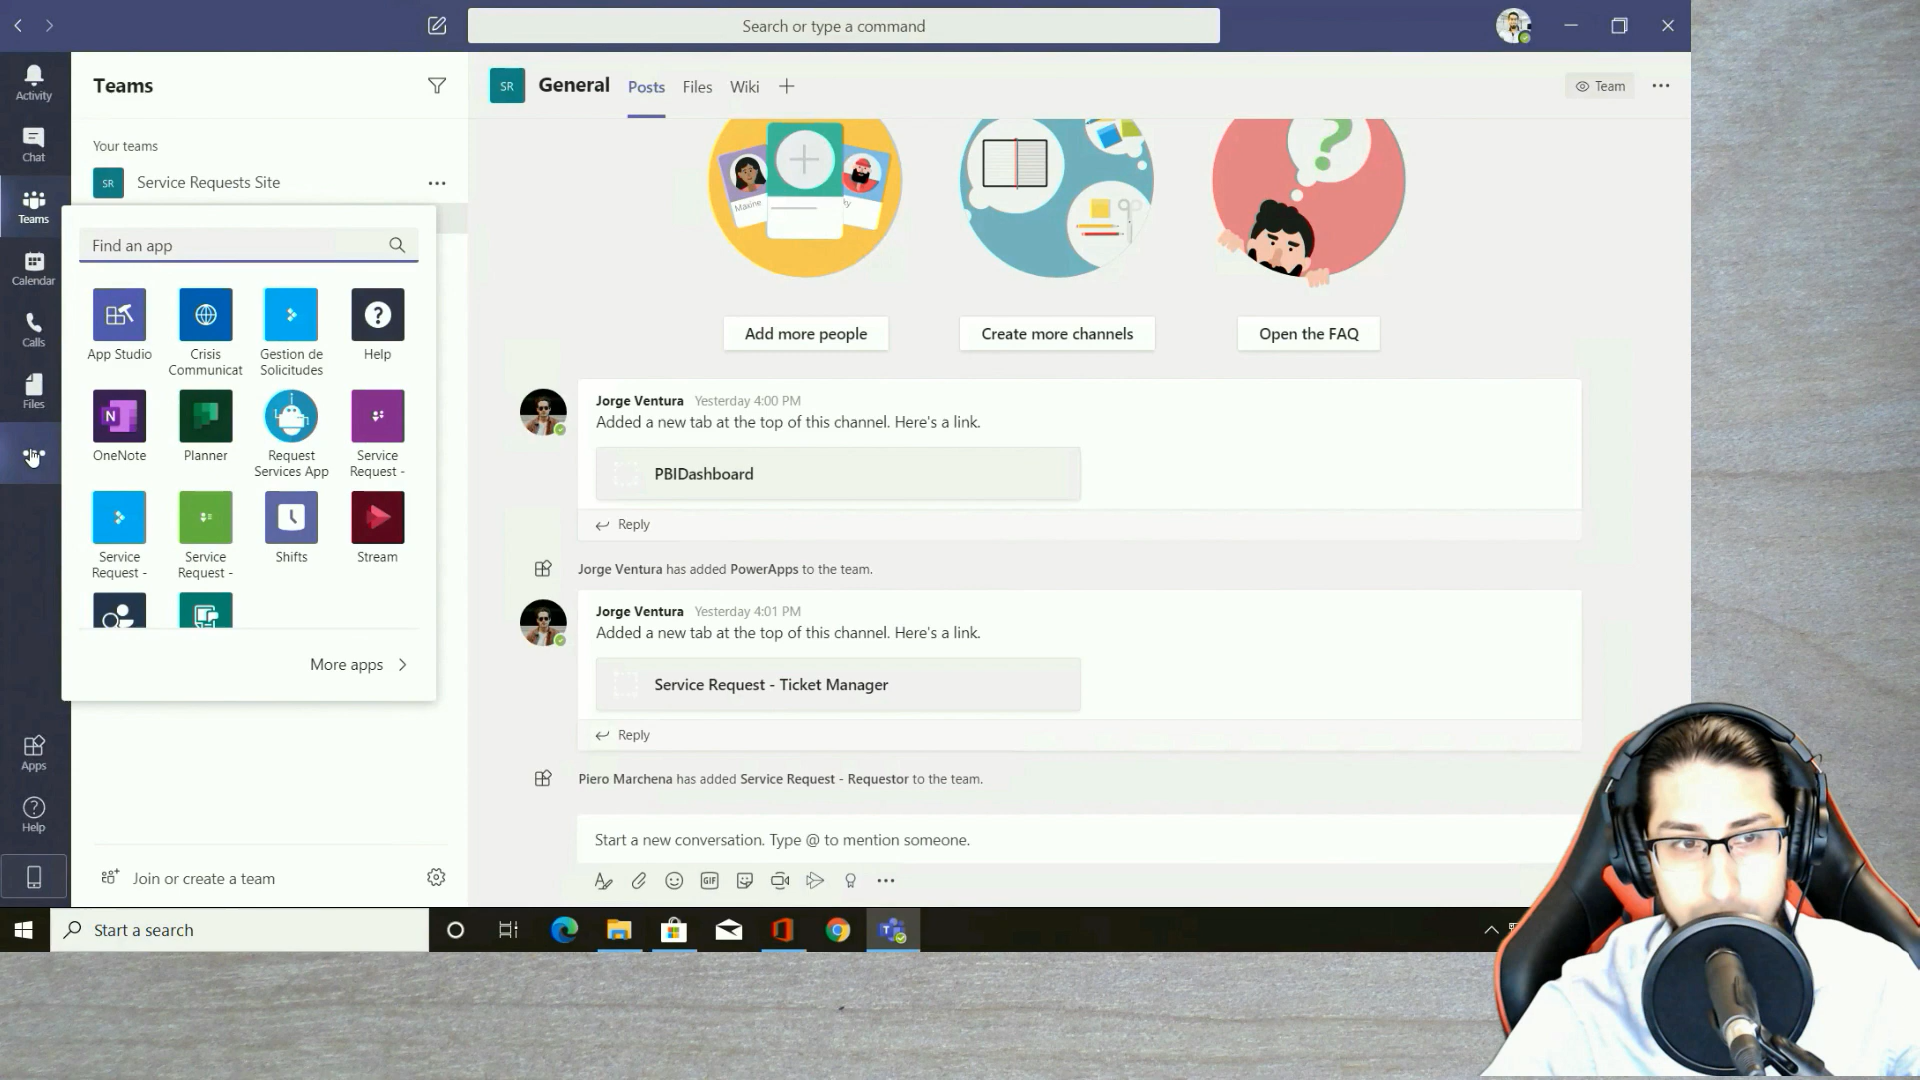 Search or type a command
Activity
Chat
Teams
Calendar
Calls
Files
Apps
Help
Teams
Your teams
SR Service Requests Site
Find an app
App Studio
Crisis Communicat
Gestion de Solicitudes
Help
OneNote
Planner
Request Services App
Service Request -
Service Request -
Service Request -
Shifts
Stream
More apps
Join or create a team
SR General Posts Files Wiki
Team
Maxine
Add more people
Create more channels
Open the FAQ
Jorge Ventura Yesterday 4:00 PM
Added a new tab at the top of this channel. Here's a link.
PBIDashboard
Reply
Jorge Ventura has added PowerApps to the team.
Jorge Ventura Yesterday 4:01 PM
Added a new tab at the top of this channel. Here's a link.
Service Request - Ticket Manager
Reply
Piero Marchena has added Service Request - Requestor to the team.
Start a new conversation. Type @ to mention someone.
GIF
Start a search